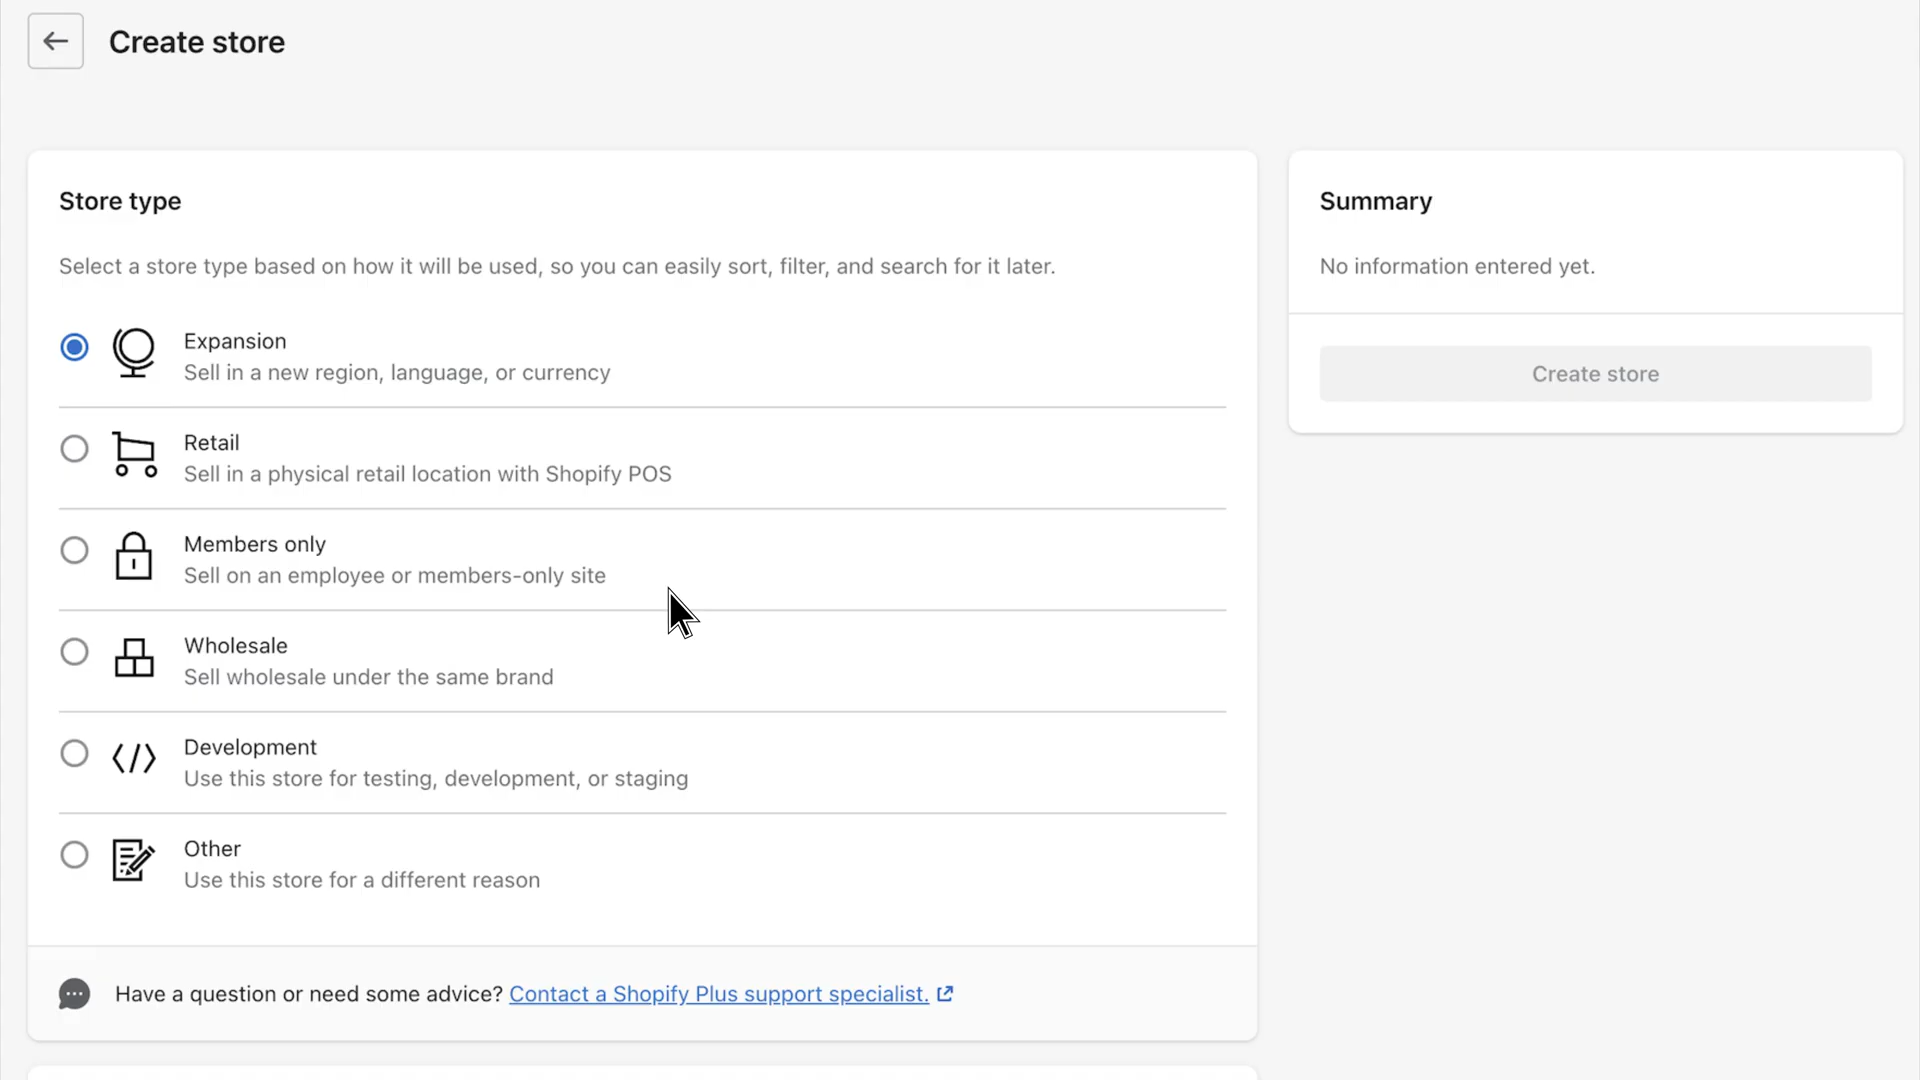 Create store
Store type
Select a store type based on how it will be used, so you can easily sort, filter, and search for it later.
Expansion
Sell in a new region, language, or currency
Retail
Sell in a physical retail location with Shopify POS
Members only
Sell on an employee or members-only site
Wholesale
Sell wholesale under the same brand
Development
Use this store for testing, development, or staging
Other
Use this store for a different reason
Have a question or need some advice? Contact a Shopify Plus support specialist.
Summary
No information entered yet.
Create store